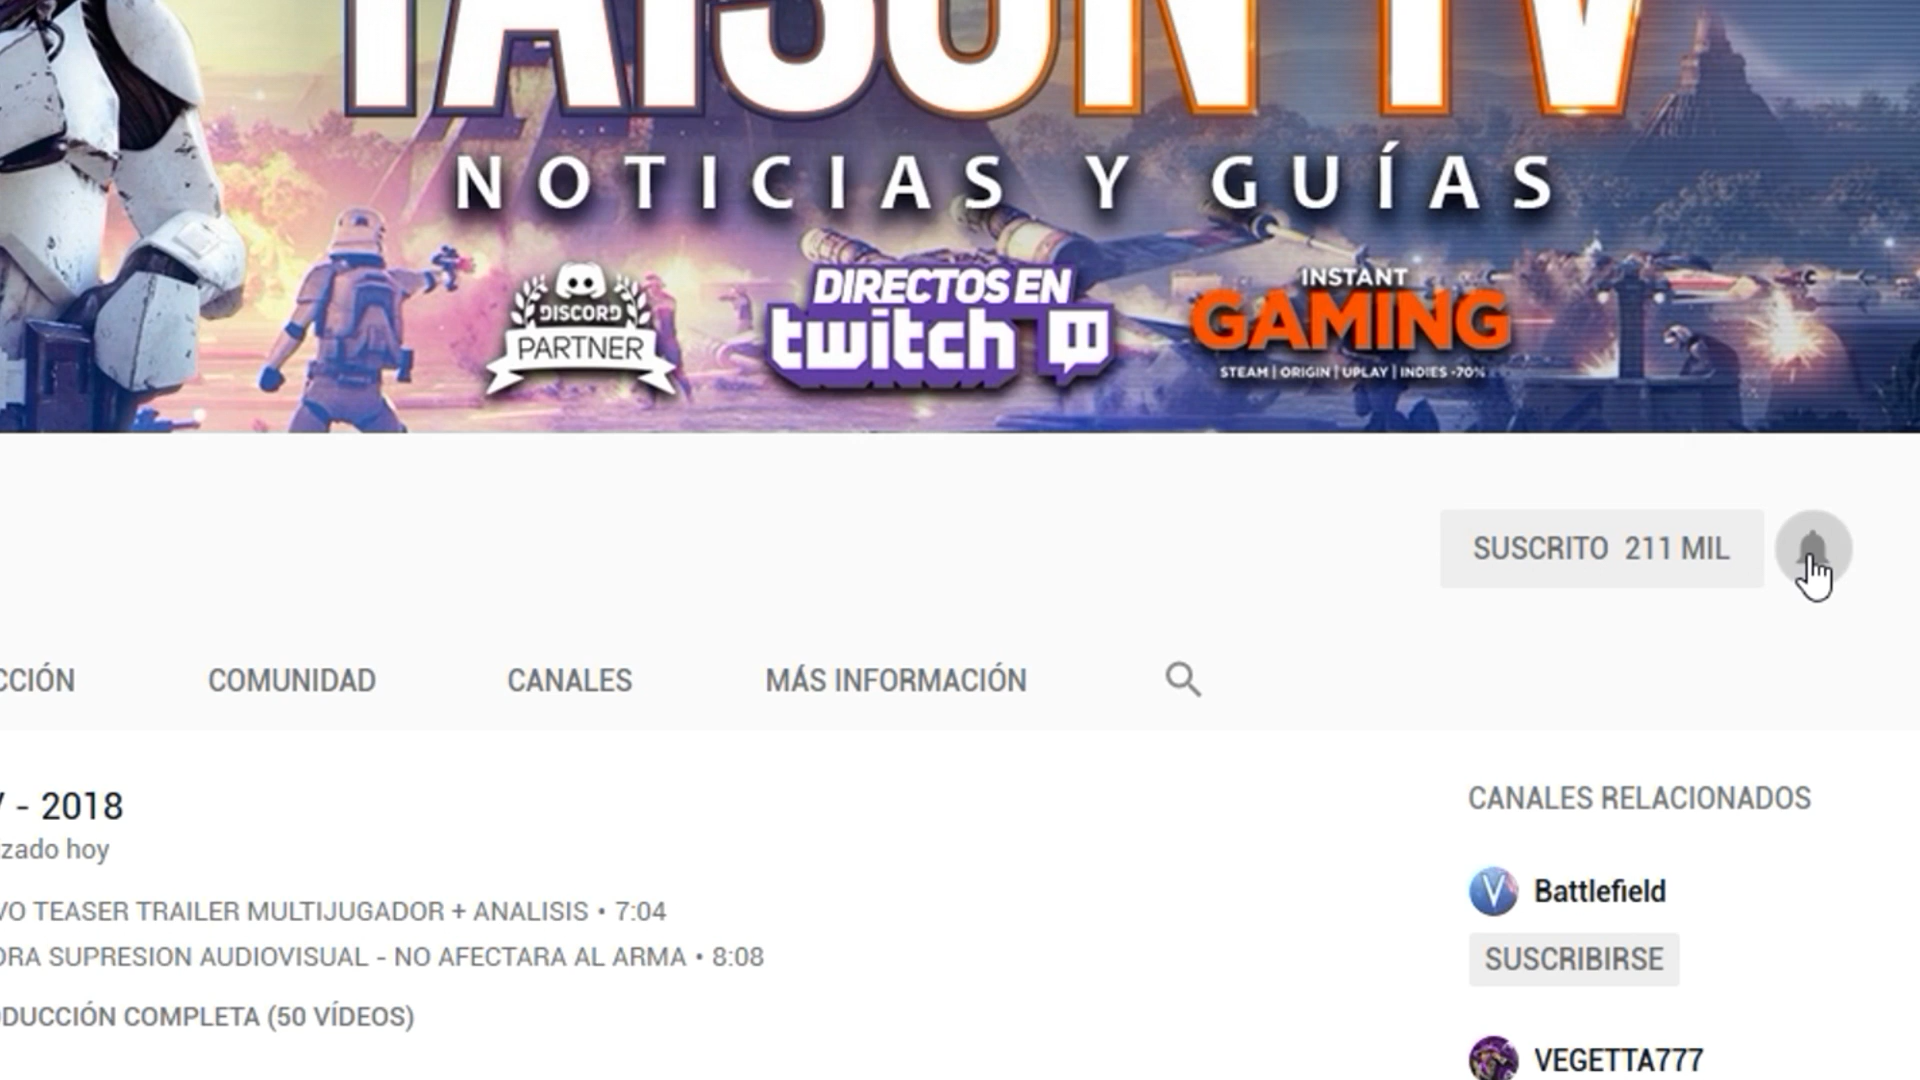 TAISON TV
NOTICIAS Y GUÍAS
DISCORD
PARTNER
DIRECTOS EN
twitch
INSTANT
GAMING
STEAM | ORIGIN | UPLAY | INDIES -70%
SUSCRITO 211 MIL
CCIÓN COMUNIDAD CANALES MÁS INFORMACIÓN
V - 2018
zado hoy
VO TEASER TRAILER MULTIJUGADOR + ANALISIS • 7:04
ORA SUPRESION AUDIOVISUAL - NO AFECTARA AL ARMA • 8:08
ODUCCIÓN COMPLETA (50 VÍDEOS)
CANALES RELACIONADOS
V
Battlefield
SUSCRIBIRSE
VEGETTA777